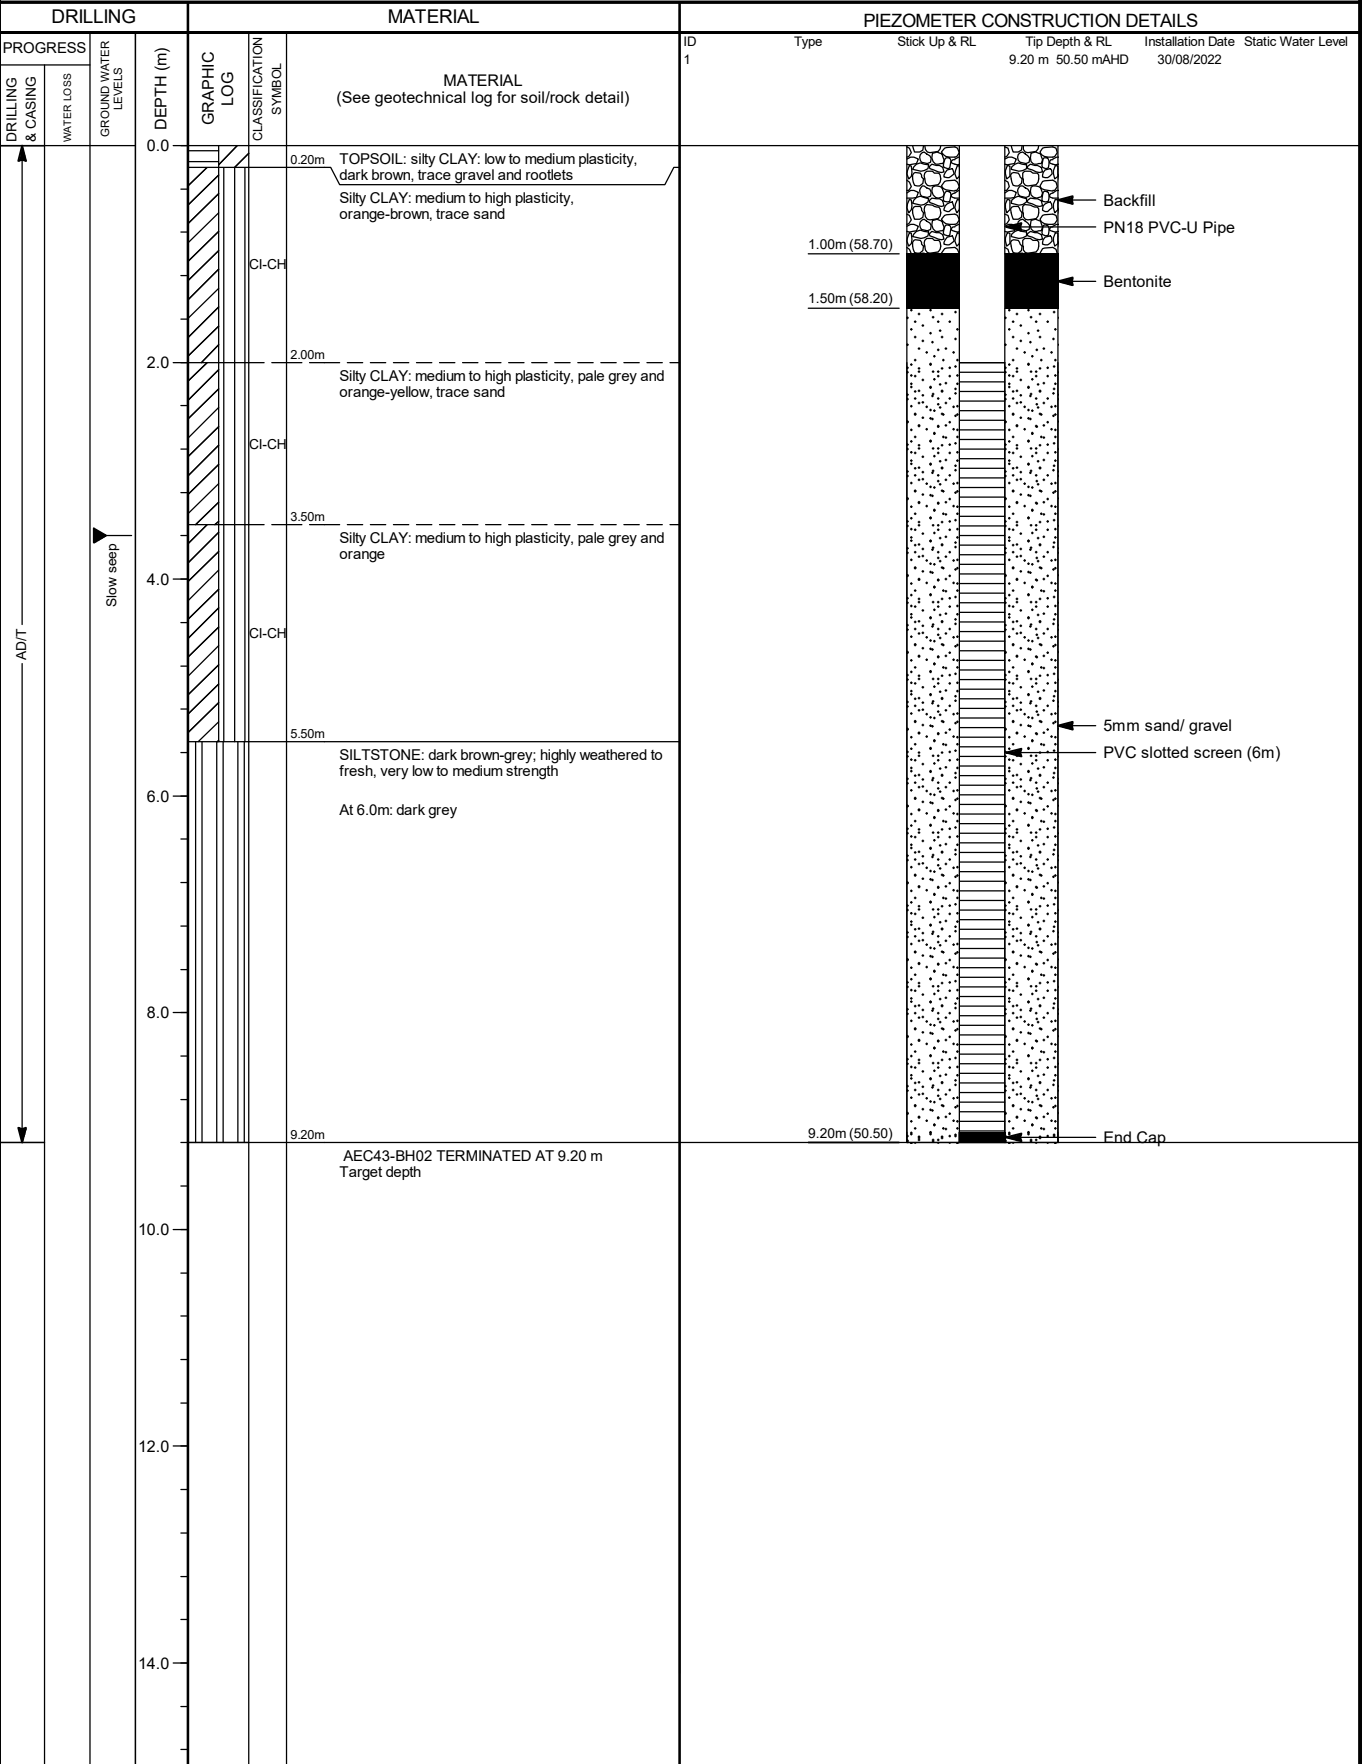 DRILLING
MATERIAL
PIEZOMETER CONSTRUCTION DETAILS
PROGRESS
DRILLING
& CASING
WATER LOSS
GROUND WATER
LEVELS
DEPTH (m)
GRAPHIC
LOG
CLASSIFICATION
SYMBOL
MATERIAL
(See geotechnical log for soil/rock detail)
ID Type Stick Up & RL Tip Depth & RL Installation Date Static Water Level
1 9.20 m 50.50 mAHD 30/08/2022
0.0
0.20m
TOPSOIL: silty CLAY: low to medium plasticity,
dark brown, trace gravel and rootlets
Silty CLAY: medium to high plasticity,
orange-brown, trace sand
Backfill
PN18 PVC-U Pipe
1.00m (58.70)
CI-CH
Bentonite
1.50m (58.20)
2.00m
2.0
Silty CLAY: medium to high plasticity, pale grey and
orange-yellow, trace sand
CI-CH
3.50m
Silty CLAY: medium to high plasticity, pale grey and
orange
Slow seep
4.0
CI-CH
AD/T
5mm sand/ gravel
5.50m
SILTSTONE: dark brown-grey; highly weathered to
fresh, very low to medium strength
PVC slotted screen (6m)
6.0
At 6.0m: dark grey
8.0
9.20m
9.20m (50.50)
End Cap
AEC43-BH02 TERMINATED AT 9.20 m
Target depth
10.0
12.0
14.0